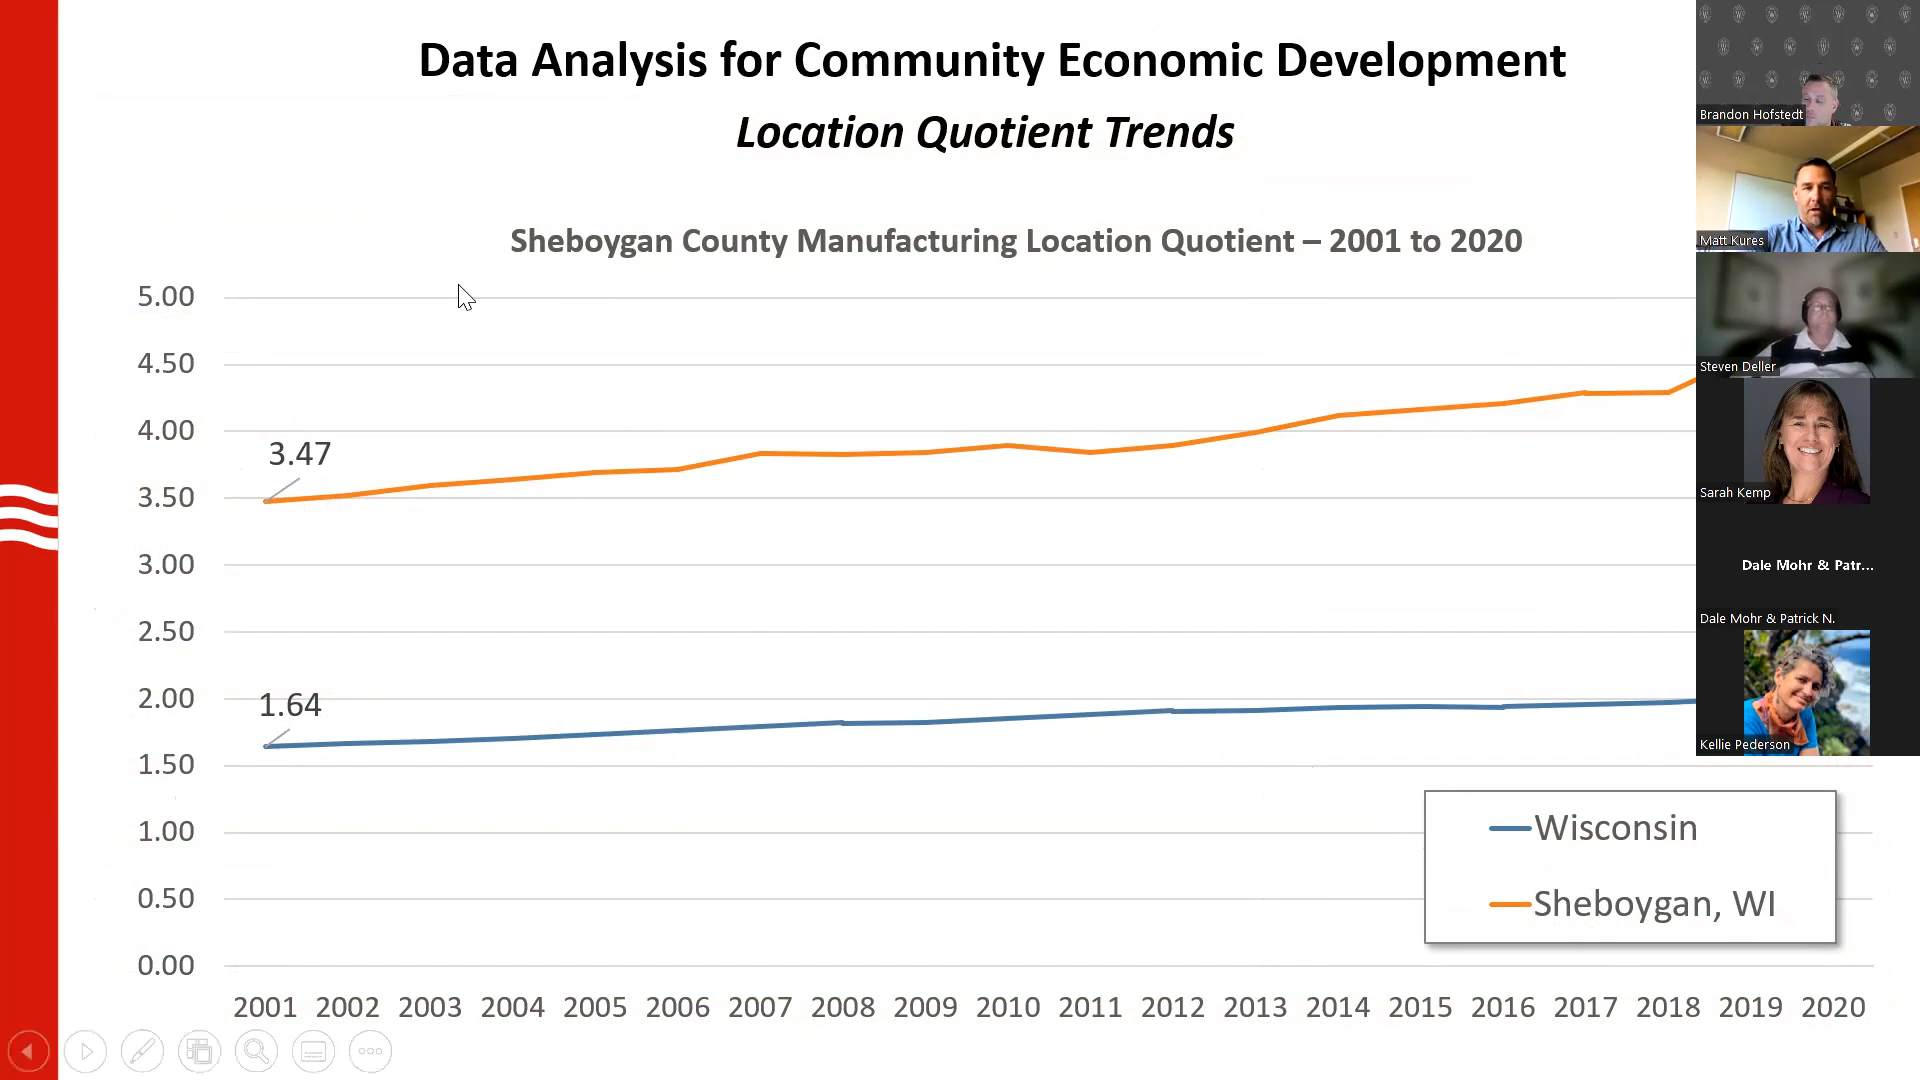 Data Analysis for Community Economic Development
Location Quotient Trends
Sheboygan County Manufacturing Location Quotient – 2001 to 2020
5.00
4.50
4.00
3.50
3.00
2.50
2.00
1.50
1.00
0.50
0.00
3.47
1.64
2001 2002 2003 2004 2005 2006 2007 2008 2009 2010 2011 2012 2013 2014 2015 2016 2017 2018 2019 2020
Wisconsin
Sheboygan, WI
Brandon Hofstedt
Matt Kures
Steven Deller
Sarah Kemp
Dale Mohr & Patr...
Dale Mohr & Patrick N.
Kellie Pederson